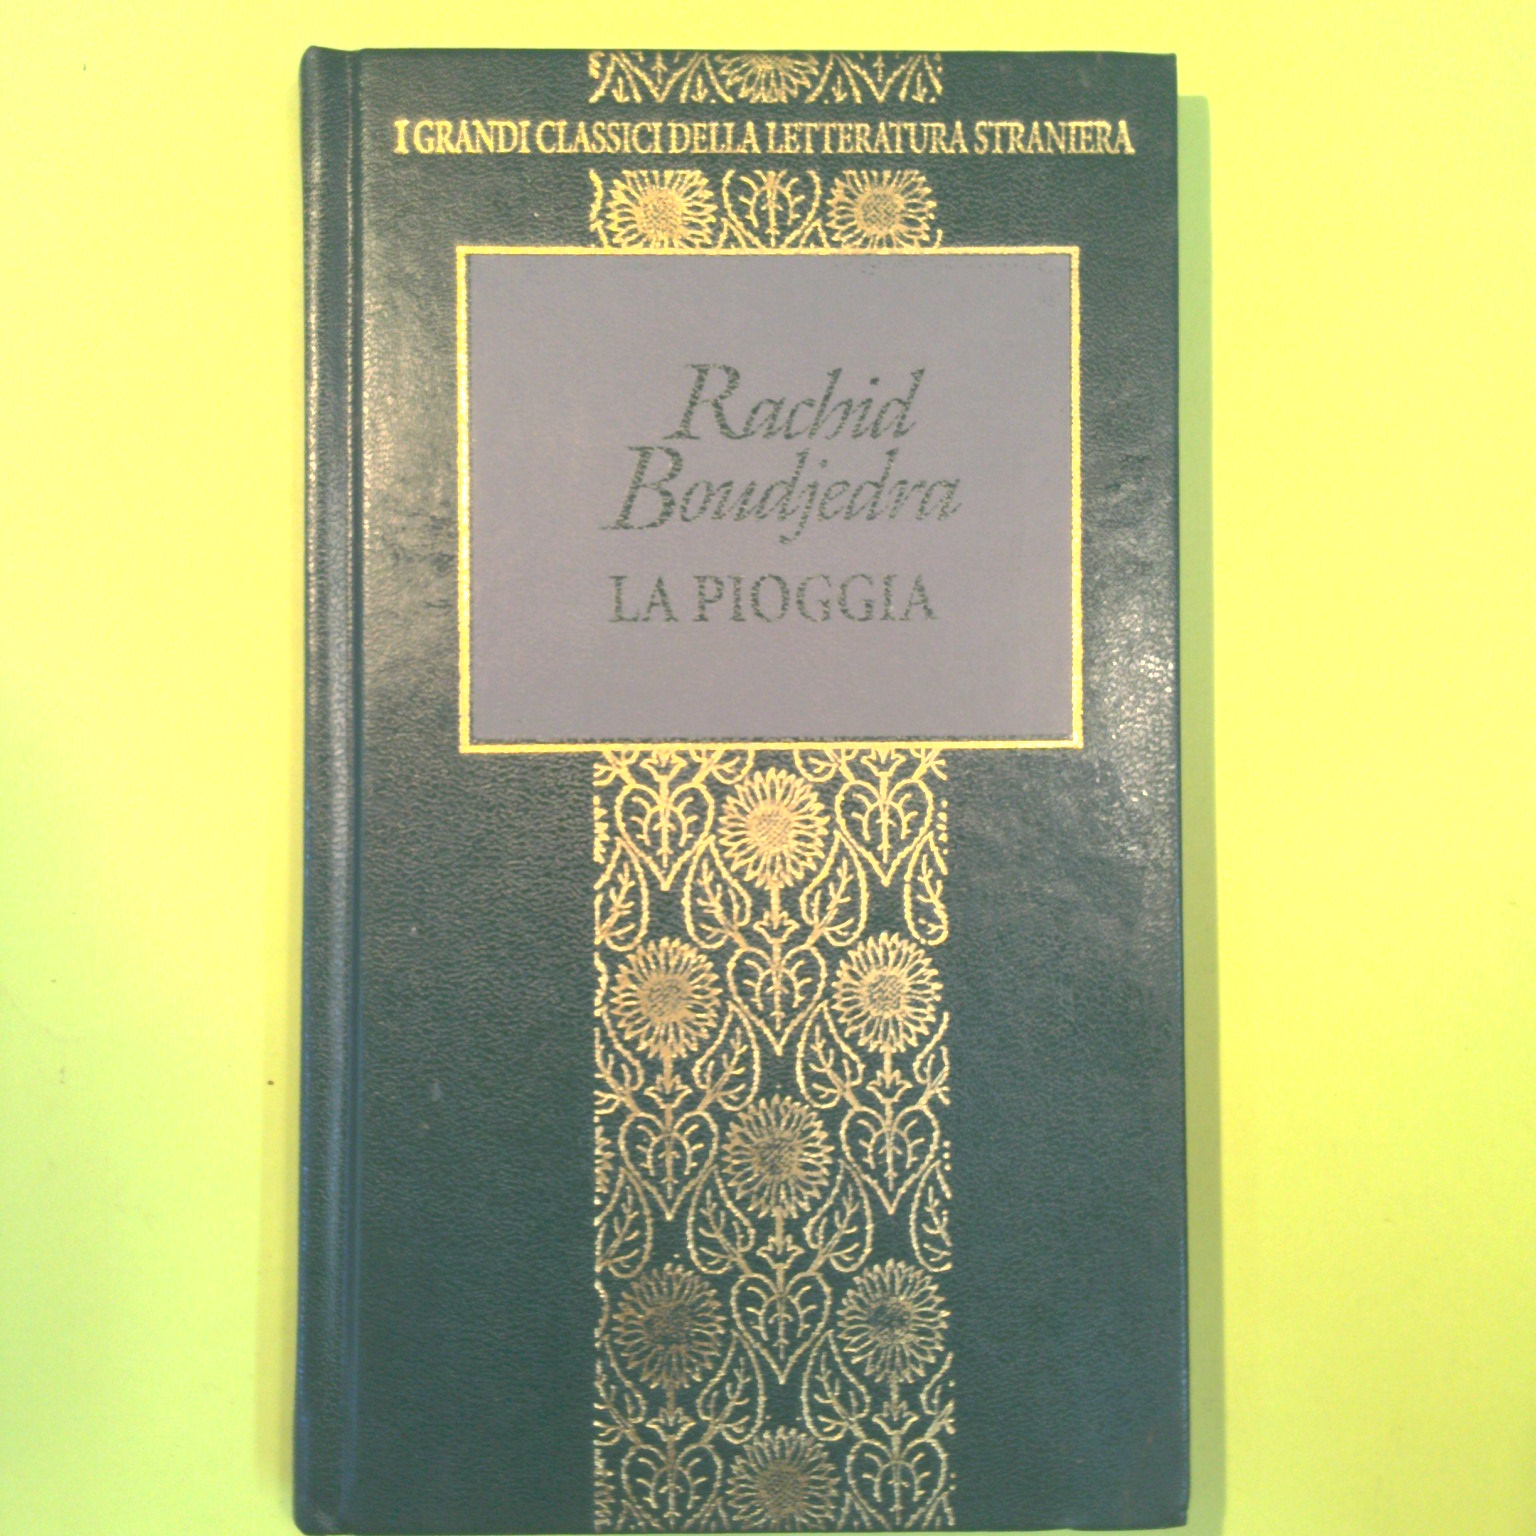 I GRANDI CLASSICI DELLA LETTERATURA STRANIERA
Rachid
Boudjedra
LA PIOGGIA